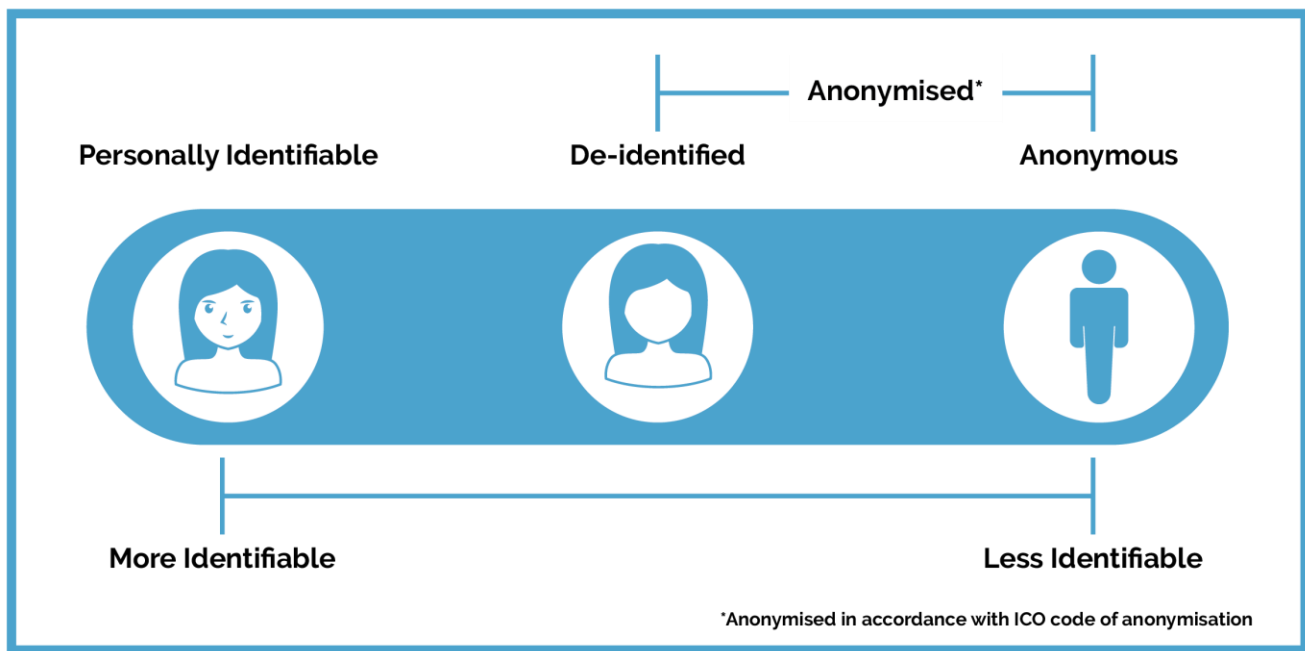 Anonymised*
Personally Identifiable
De-identified
Anonymous
More Identifiable
Less Identifiable
*Anonymised in accordance with ICO code of anonymisation